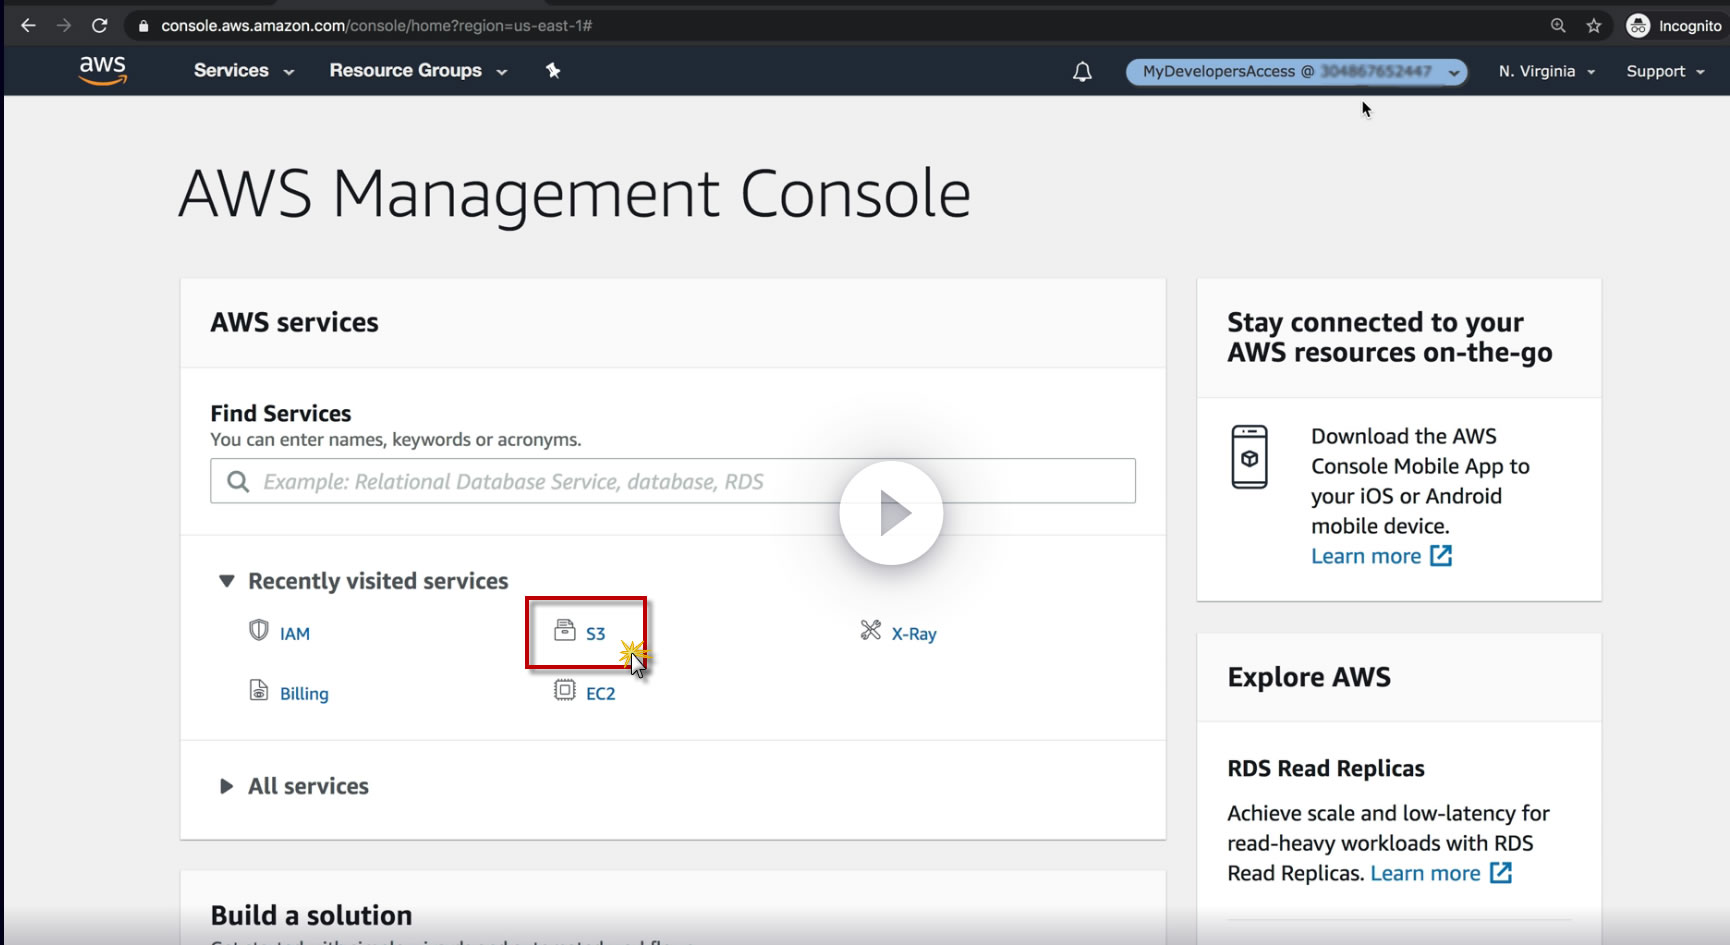 console.aws.amazon.com/console/home?region=us-east-1#
Incognito
aws
Services
Resource Groups
MyDevelopersAccess @
N. Virginia
Support
AWS Management Console
AWS services
Find Services
You can enter names, keywords or acronyms.
Example: Relational Database Service, database, RDS
Recently visited services
IAM
S3
X-Ray
Billing
EC2
All services
Build a solution
Stay connected to your
AWS resources on-the-go
Download the AWS
Console Mobile App to
your iOS or Android
mobile device.
Learn more
Explore AWS
RDS Read Replicas
Achieve scale and low-latency for
read-heavy workloads with RDS
Read Replicas. Learn more